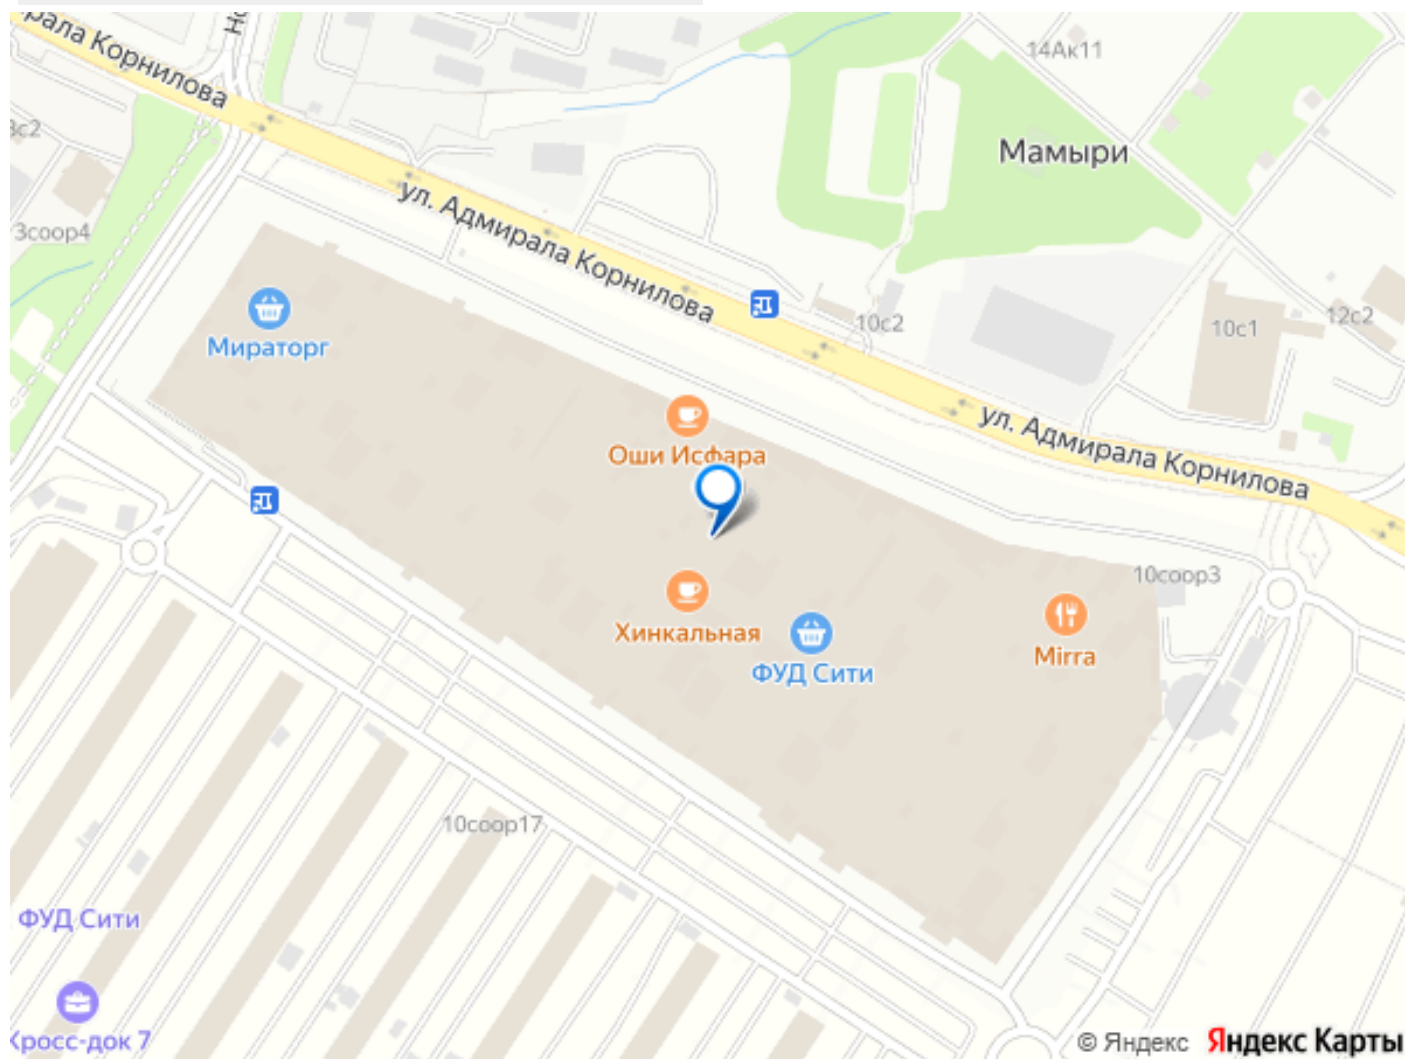 рала Корнилова
14Ак11
Мамыри
3соор4
ул. Адмирала Корнилова
10с2
10с1
12с2
Мираторг
Оши Исфара
ул. Адмирала Корнилова
10соор3
Хинкальная
Mirra
ФУД Сити
10соор17
ФУД Сити
Кросс-док 7
© Яндекс Яндекс Карты